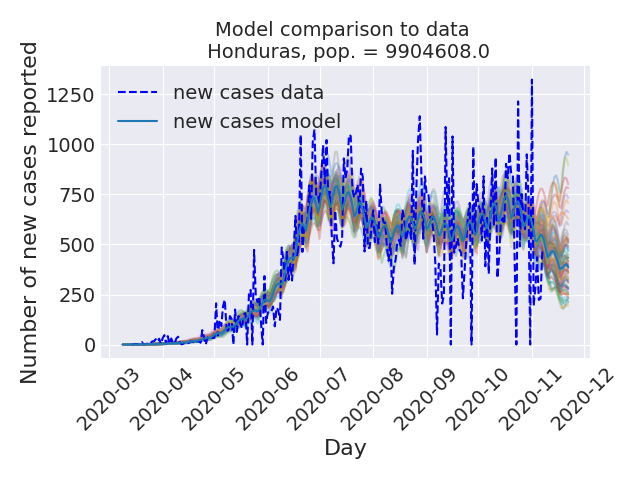 Model comparison to data
Honduras, pop. = 9904608.0
Number of new cases reported
1250
1000
750
500
250
0
new cases data
new cases model
2020-03
2020-04
2020-05
2020-06
2020-07
2020-08
2020-09
2020-10
2020-11
2020-12
Day